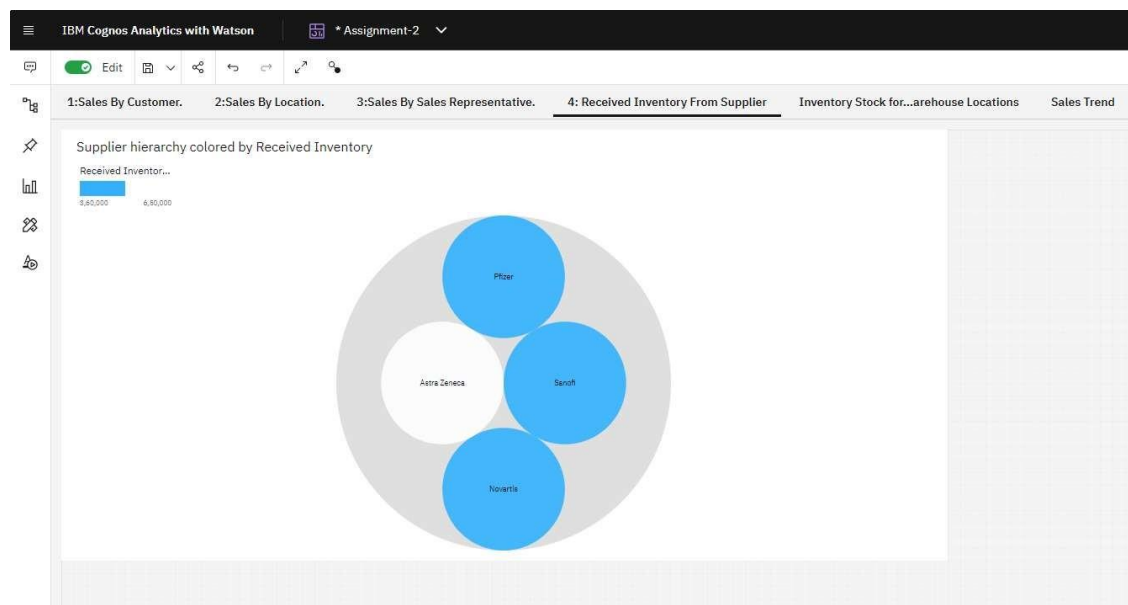 IBM Cognos Analytics with Watson
* Assignment-2
Edit
1:Sales By Customer.
2:Sales By Location.
3:Sales By Sales Representative.
4: Received Inventory From Supplier
Inventory Stock for...arehouse Locations
Sales Trend
Supplier hierarchy colored by Received Inventory
Received Inventor...
6,50,000
Pfizer
Astra Zeneca
Sanofi
Novartis